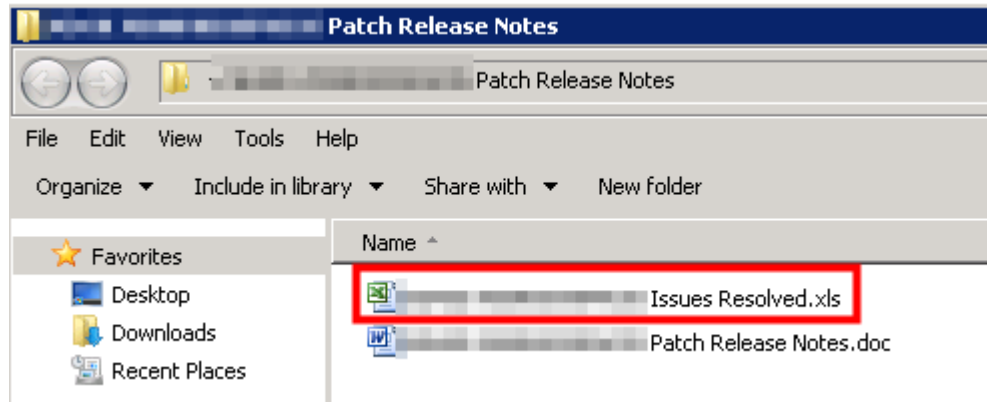 Patch Release Notes
Patch Release Notes
File Edit View Tools Help
Organize Include in library Share with New folder
Name
Favorites
Issues Resolved.xls
Desktop
Patch Release Notes.doc
Downloads
Recent Places